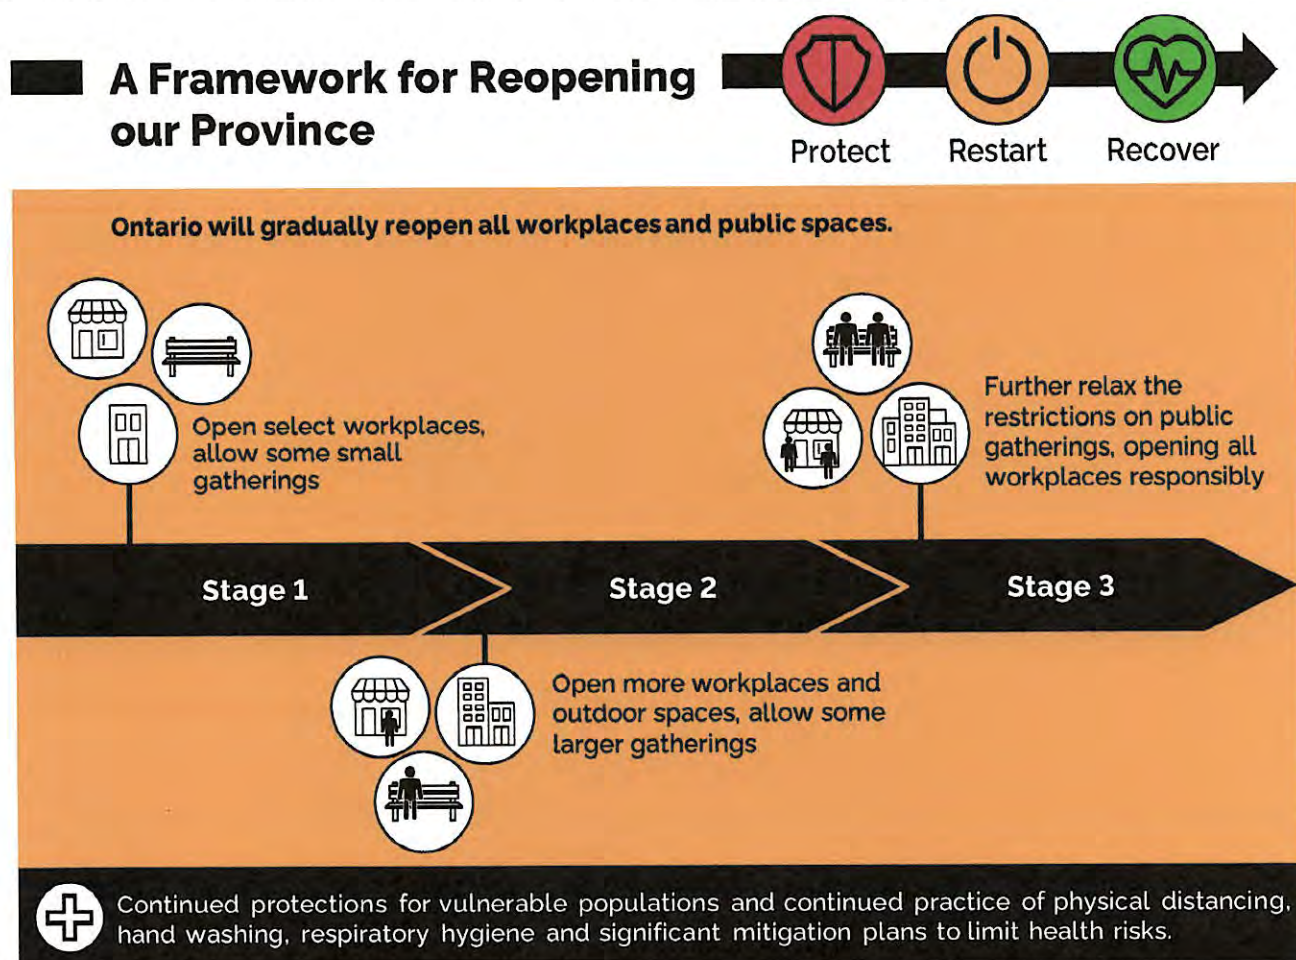 A Framework for Reopening
our Province
Protect
Restart
Recover
Ontario will gradually reopen all workplaces and public spaces.
Open select workplaces,
allow some small
gatherings
Further relax the
restrictions on public
gatherings, opening all
workplaces responsibly
Stage 1
Stage 2
Stage 3
Open more workplaces and
outdoor spaces, allow some
larger gatherings
Continued protections for vulnerable populations and continued practice of physical distancing,
hand washing, respiratory hygiene and significant mitigation plans to limit health risks.